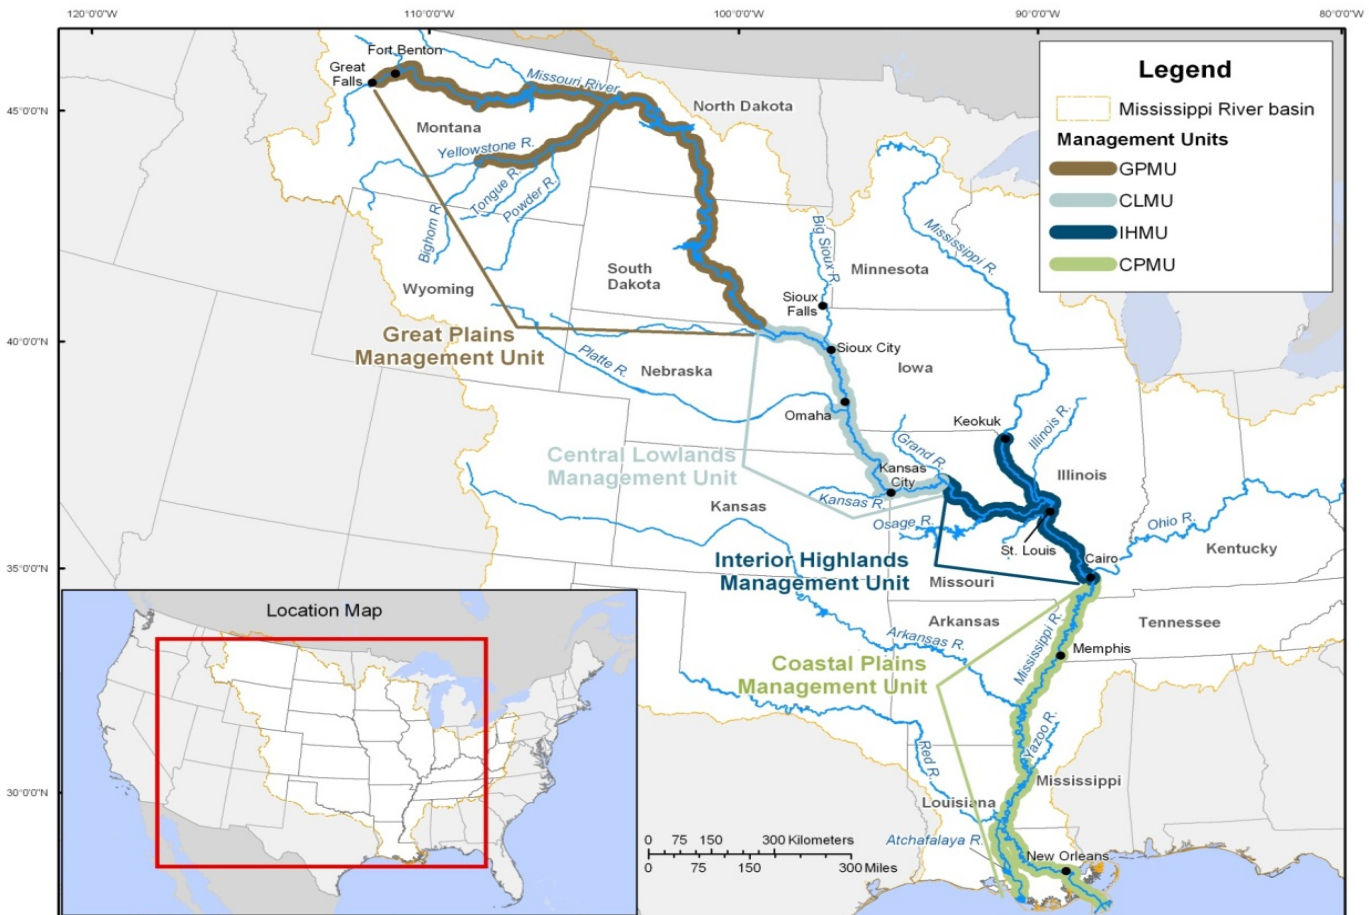 120°0'0"W
110°0'0"W
100°0'0"W
90°0'0"W
80°0'0"W
45°0'0"N
40°0'0"N
35°0'0"N
30°0'0"N
Legend
Mississippi River basin
Management Units
GPMU
CLMU
IHMU
CPMU
Fort Benton
Great
Falls
Missouri River
North Dakota
Montana
Yellowstone R.
Tongue R.
Powder R.
Bighorn R.
Wyoming
South
Dakota
Big Sioux R.
Minnesota
Mississippi R.
Sioux
Falls
Great Plains
Management Unit
Sioux City
Platte R.
Nebraska
Iowa
Omaha
Keokuk
Illinois R.
Grand R.
Central Lowlands
Management Unit
Kansas
City
Illinois
Kansas R.
Kansas
Osage R.
St. Louis
Ohio R.
Kentucky
Cairo
Interior Highlands
Management Unit
Missouri
Arkansas
Tennessee
Arkansas R.
Mississippi R.
Memphis
Coastal Plains
Management Unit
Yazoo R.
Red R.
Mississippi
Louisiana
Atchafalaya R.
New Orleans
Location Map
0 75 150 300 Kilometers
0 75 150 300 Miles